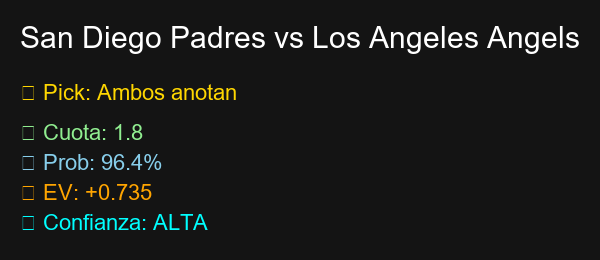 San Diego Padres vs Los Angeles Angels
Pick: Ambos anotan
Cuota: 1.8
Prob: 96.4%
EV: +0.735
Confianza: ALTA